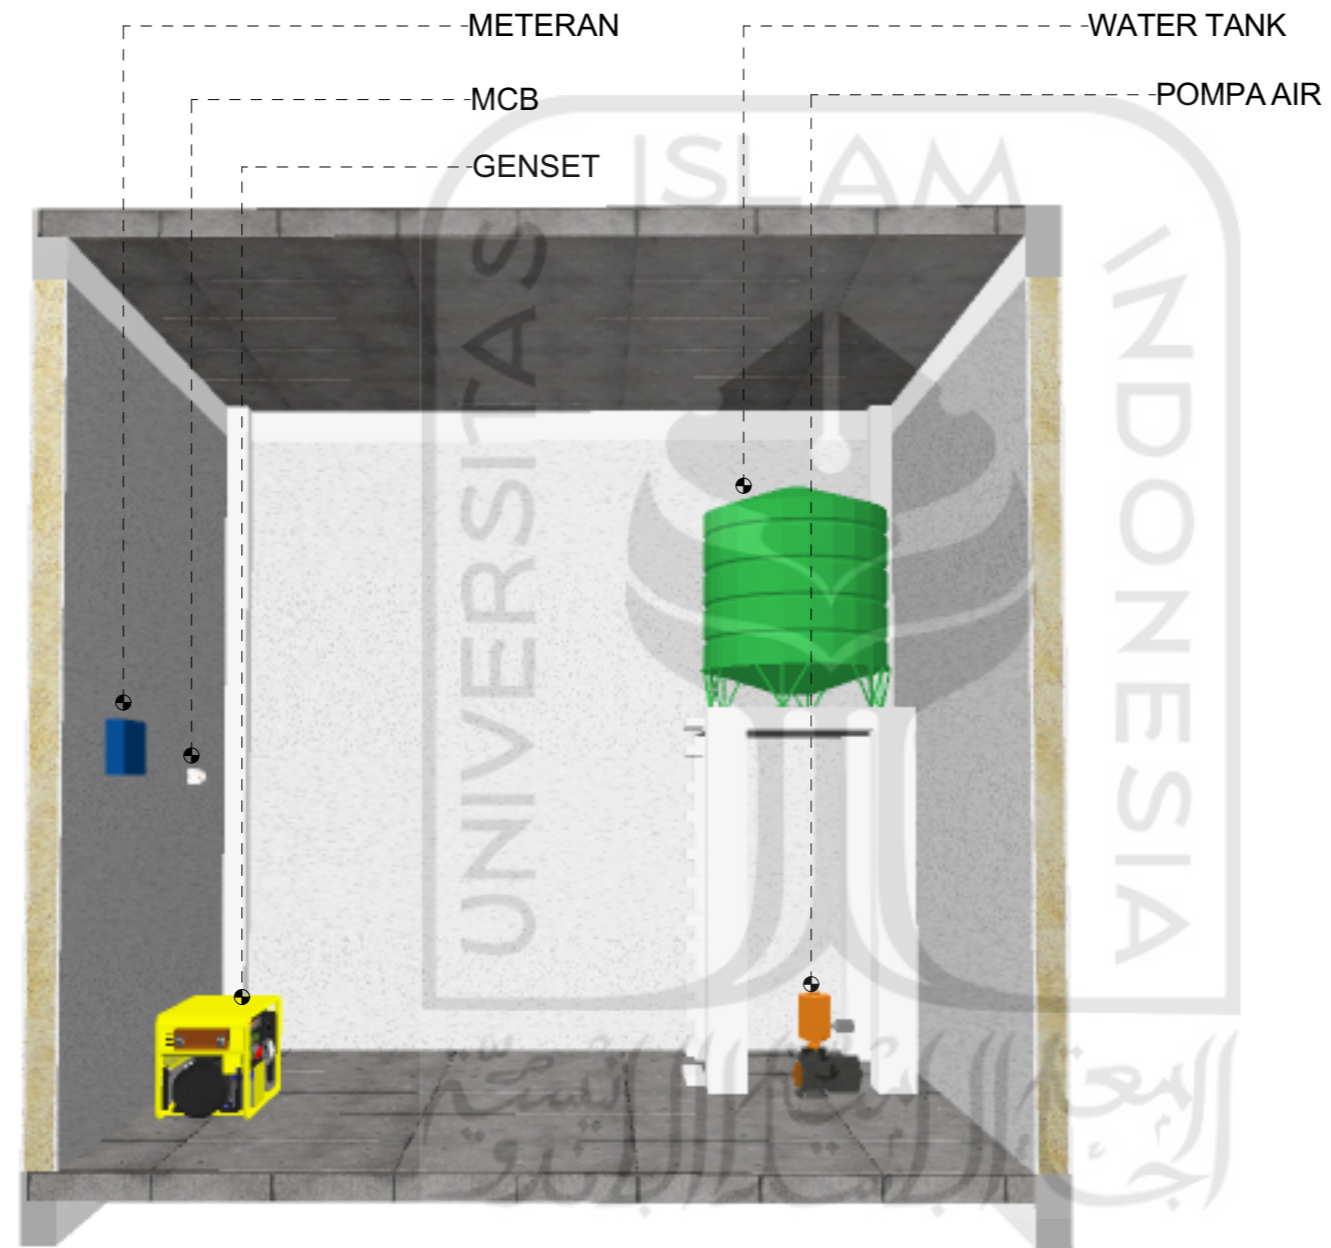 METERAN
WATER TANK
MCB
POMPA AIR
GENSET
ISLAM
UNIVERSITAS
INDONESIA